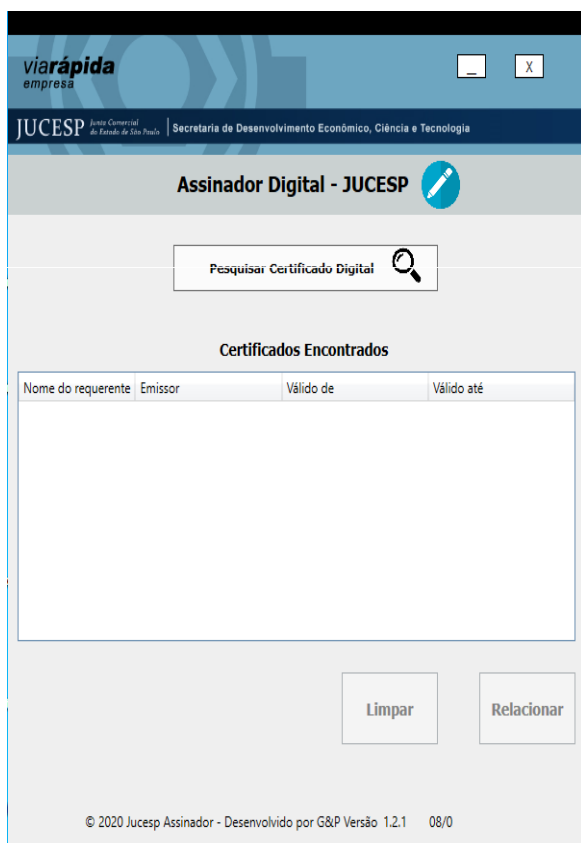 viarápida
empresa
_ X
JUCESP Junta Comercial do Estado de São Paulo Secretaria de Desenvolvimento Econômico, Ciência e Tecnologia
Assinador Digital - JUCESP
Pesquisar Certificado Digital
Certificados Encontrados
Nome do requerente Emissor Válido de Válido até
Limpar Relacionar
© 2020 Jucesp Assinador - Desenvolvido por G&P Versão 1.2.1 08/0